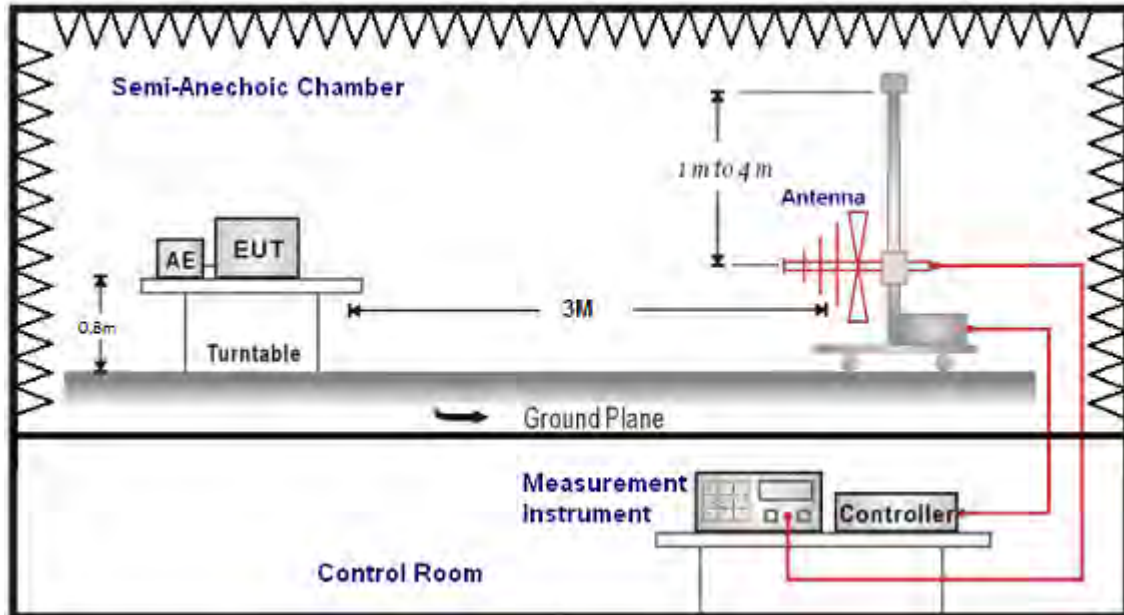 Semi-Anechoic Chamber
1 m to 4 m
Antenna
AE
EUT
3M
0.8m
Turntable
Ground Plane
Measurement
Instrument
Controller
Control Room